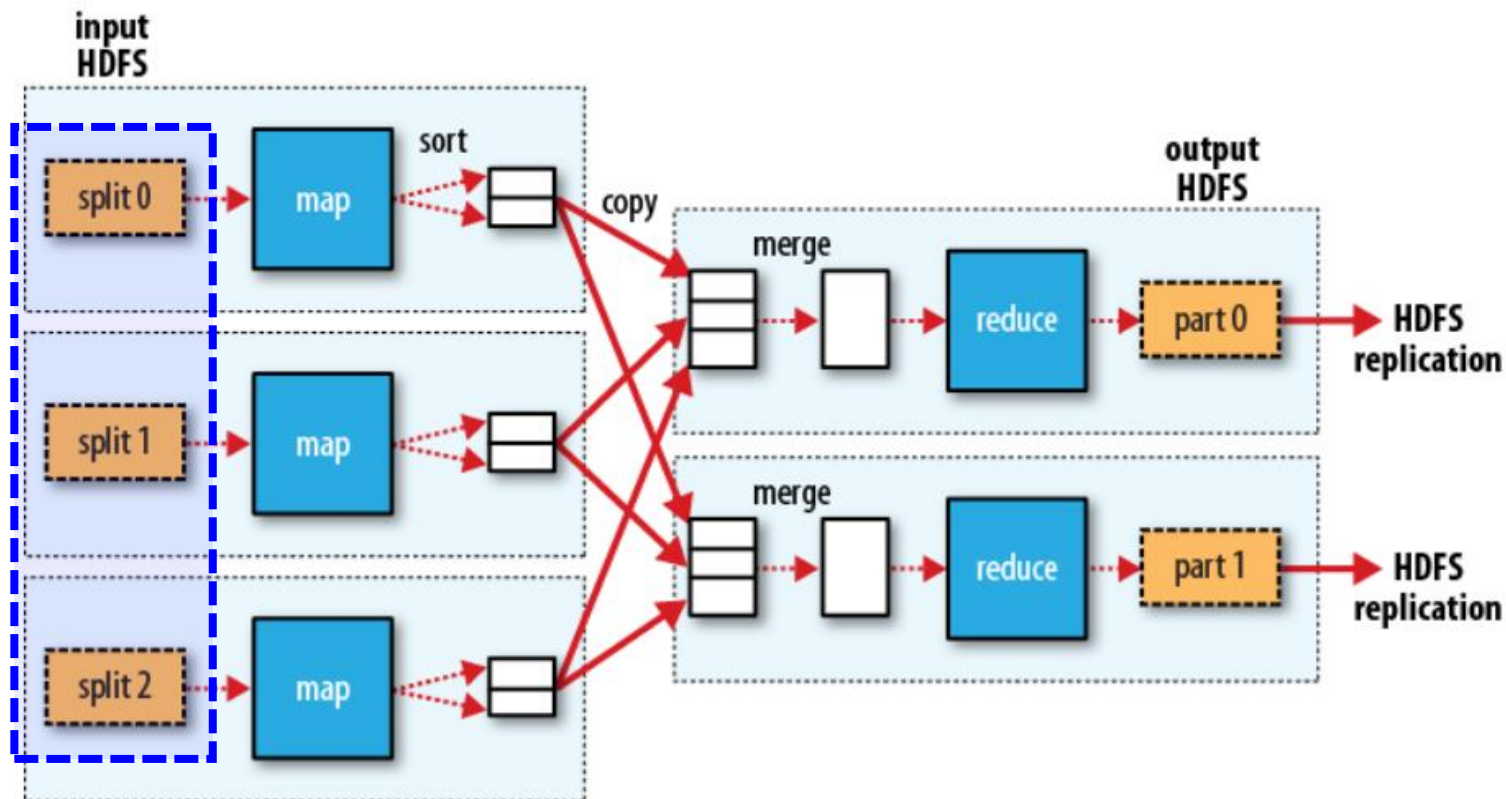 input
HDFS
split 0
map
sort
copy
split 1
map
split 2
map
output
HDFS
merge
reduce
part 0
HDFS
replication
merge
reduce
part 1
HDFS
replication